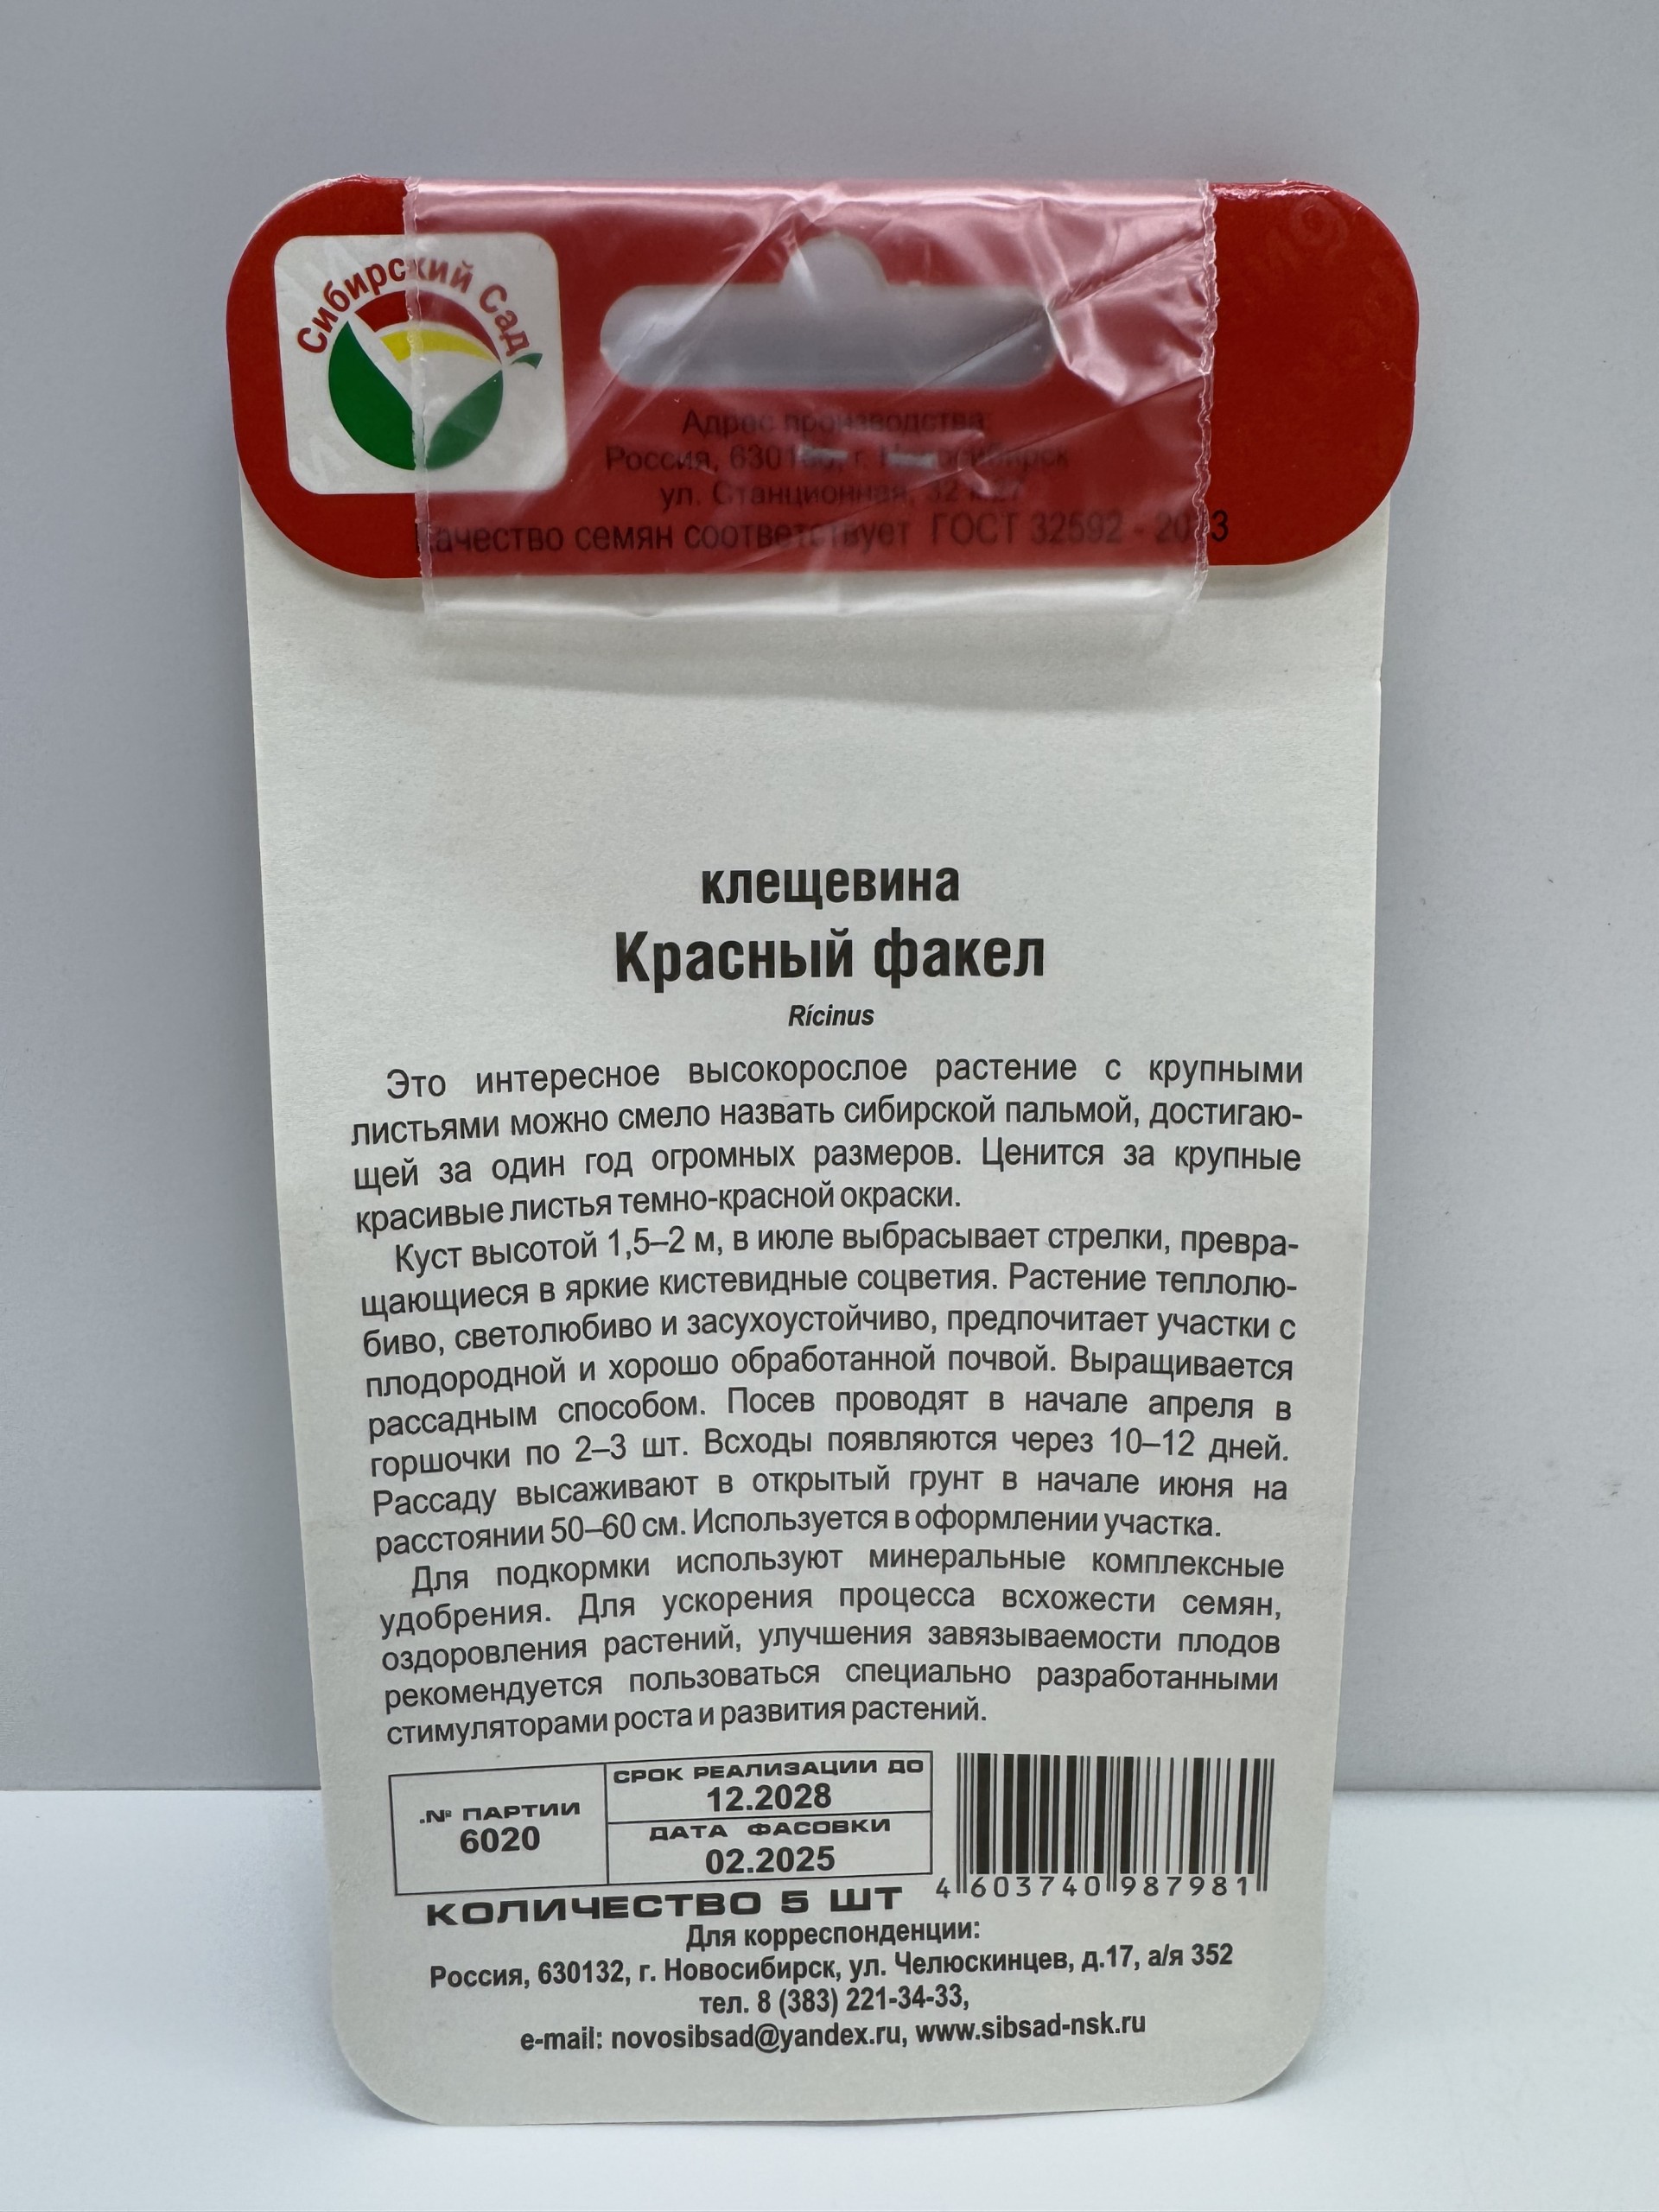 Сибирский Сад
Адрес производства:
Россия, г. Новосибирск
ул. Станционная,
Качество семян соответствует ГОСТ 32592 - 2013
клещевина
Красный факел
Rícinus
Это интересное высокорослое растение с крупными
листьями можно смело назвать сибирской пальмой, достигаю-
щей за один год огромных размеров. Ценится за крупные
красивые листья темно-красной окраски.
Куст высотой 1,5–2 м, в июле выбрасывает стрелки, превра-
щающиеся в яркие кистевидные соцветия. Растение теплолю-
биво, светолюбиво и засухоустойчиво, предпочитает участки с
плодородной и хорошо обработанной почвой. Выращивается
рассадным способом. Посев проводят в начале апреля в
горшочки по 2–3 шт. Всходы появляются через 10–12 дней.
Рассаду высаживают в открытый грунт в начале июня на
расстоянии 50–60 см. Используется в оформлении участка.
Для подкормки используют минеральные комплексные
удобрения. Для ускорения процесса всхожести семян,
оздоровления растений, улучшения завязываемости плодов
рекомендуется пользоваться специально разработанными
стимуляторами роста и развития растений.
№ ПАРТИИ
6020
СРОК РЕАЛИЗАЦИИ ДО
12.2028
ДАТА ФАСОВКИ
02.2025
4 603740 987981
КОЛИЧЕСТВО 5 ШТ
Для корреспонденции:
Россия, 630132, г. Новосибирск, ул. Челюскинцев, д.17, а/я 352
тел. 8 (383) 221-34-33,
e-mail: novosibsad@yandex.ru, www.sibsad-nsk.ru